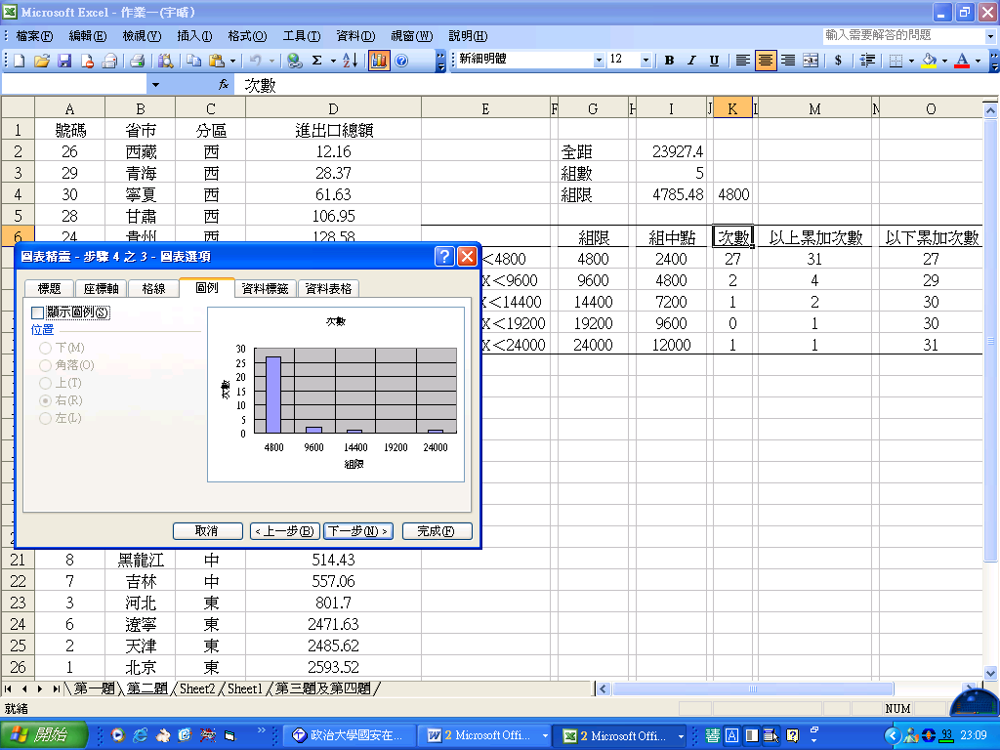 Microsoft Excel - 作業一(宇晧)
檔案(F) 編輯(E) 檢視(V) 插入(I) 格式(O) 工具(T) 資料(D) 視窗(W) 說明(H) 輸入需要解答的問題
新細明體 12 B I U $
fx 次數
A B C D E F G H I J K L M N O
1 號碼 省市 分區 進出口總額
2 26 西藏 西 12.16 全距 23927.4
3 29 青海 西 28.37 組數 5
4 30 寧夏 西 61.63 組限 4785.48 4800
5 28 甘肅 西 106.95
6 24 貴州 西 128.58 組限 組中點 次數 以上累加次數 以下累加次數
<4800 4800 2400 27 31 27
X<9600 9600 4800 2 4 29
X<14400 14400 7200 1 2 30
X<19200 19200 9600 0 1 30
X<24000 24000 12000 1 1 31
圖表精靈 - 步驟 4 之 3 - 圖表選項
標題 座標軸 格線 圖例 資料標籤 資料表格
顯示圖例(S)
位置
下(M)
角落(O)
上(T)
右(R)
左(L)
次數
30
25
20
15
10
5
0
次數
4800 9600 14400 19200 24000
組限
取消 < 上一步(B) 下一步(N) > 完成(F)
21 8 黑龍江 中 514.43
22 7 吉林 中 557.06
23 3 河北 東 801.7
24 6 遼寧 東 2471.63
25 2 天津 東 2485.62
26 1 北京 東 2593.52
第一題 第二題 Sheet2 Sheet1 第三題及第四題
就緒 NUM
開始 政治大學國安在... 2 Microsoft Offi... 2 Microsoft Offi... 93 23:09